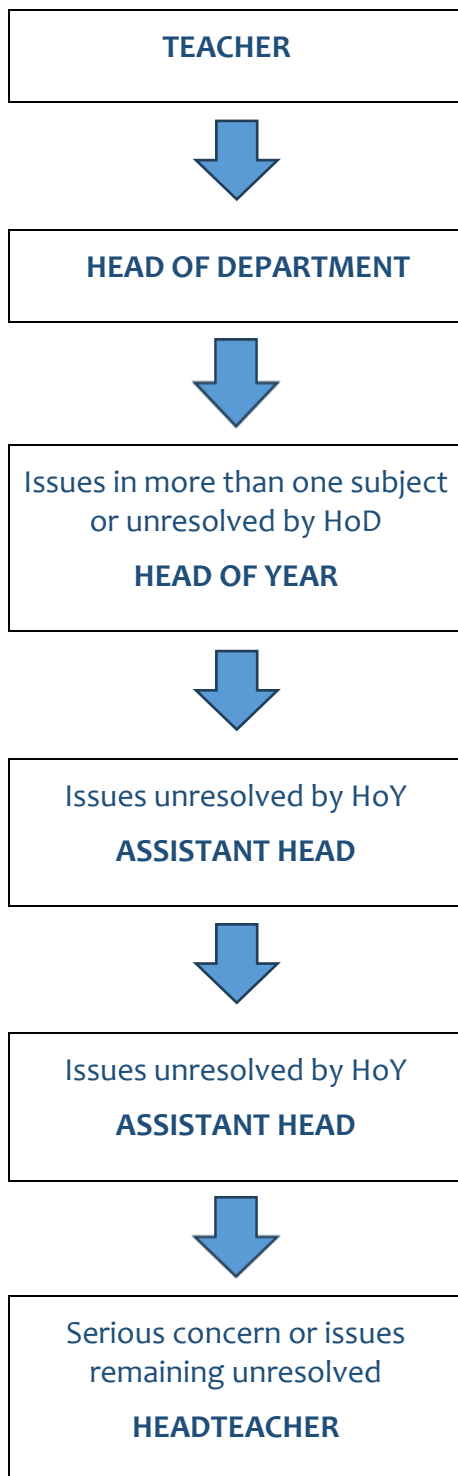 TEACHER
HEAD OF DEPARTMENT
Issues in more than one subject
or unresolved by HoD
HEAD OF YEAR
Issues unresolved by HoY
ASSISTANT HEAD
Issues unresolved by HoY
ASSISTANT HEAD
Serious concern or issues
remaining unresolved
HEADTEACHER